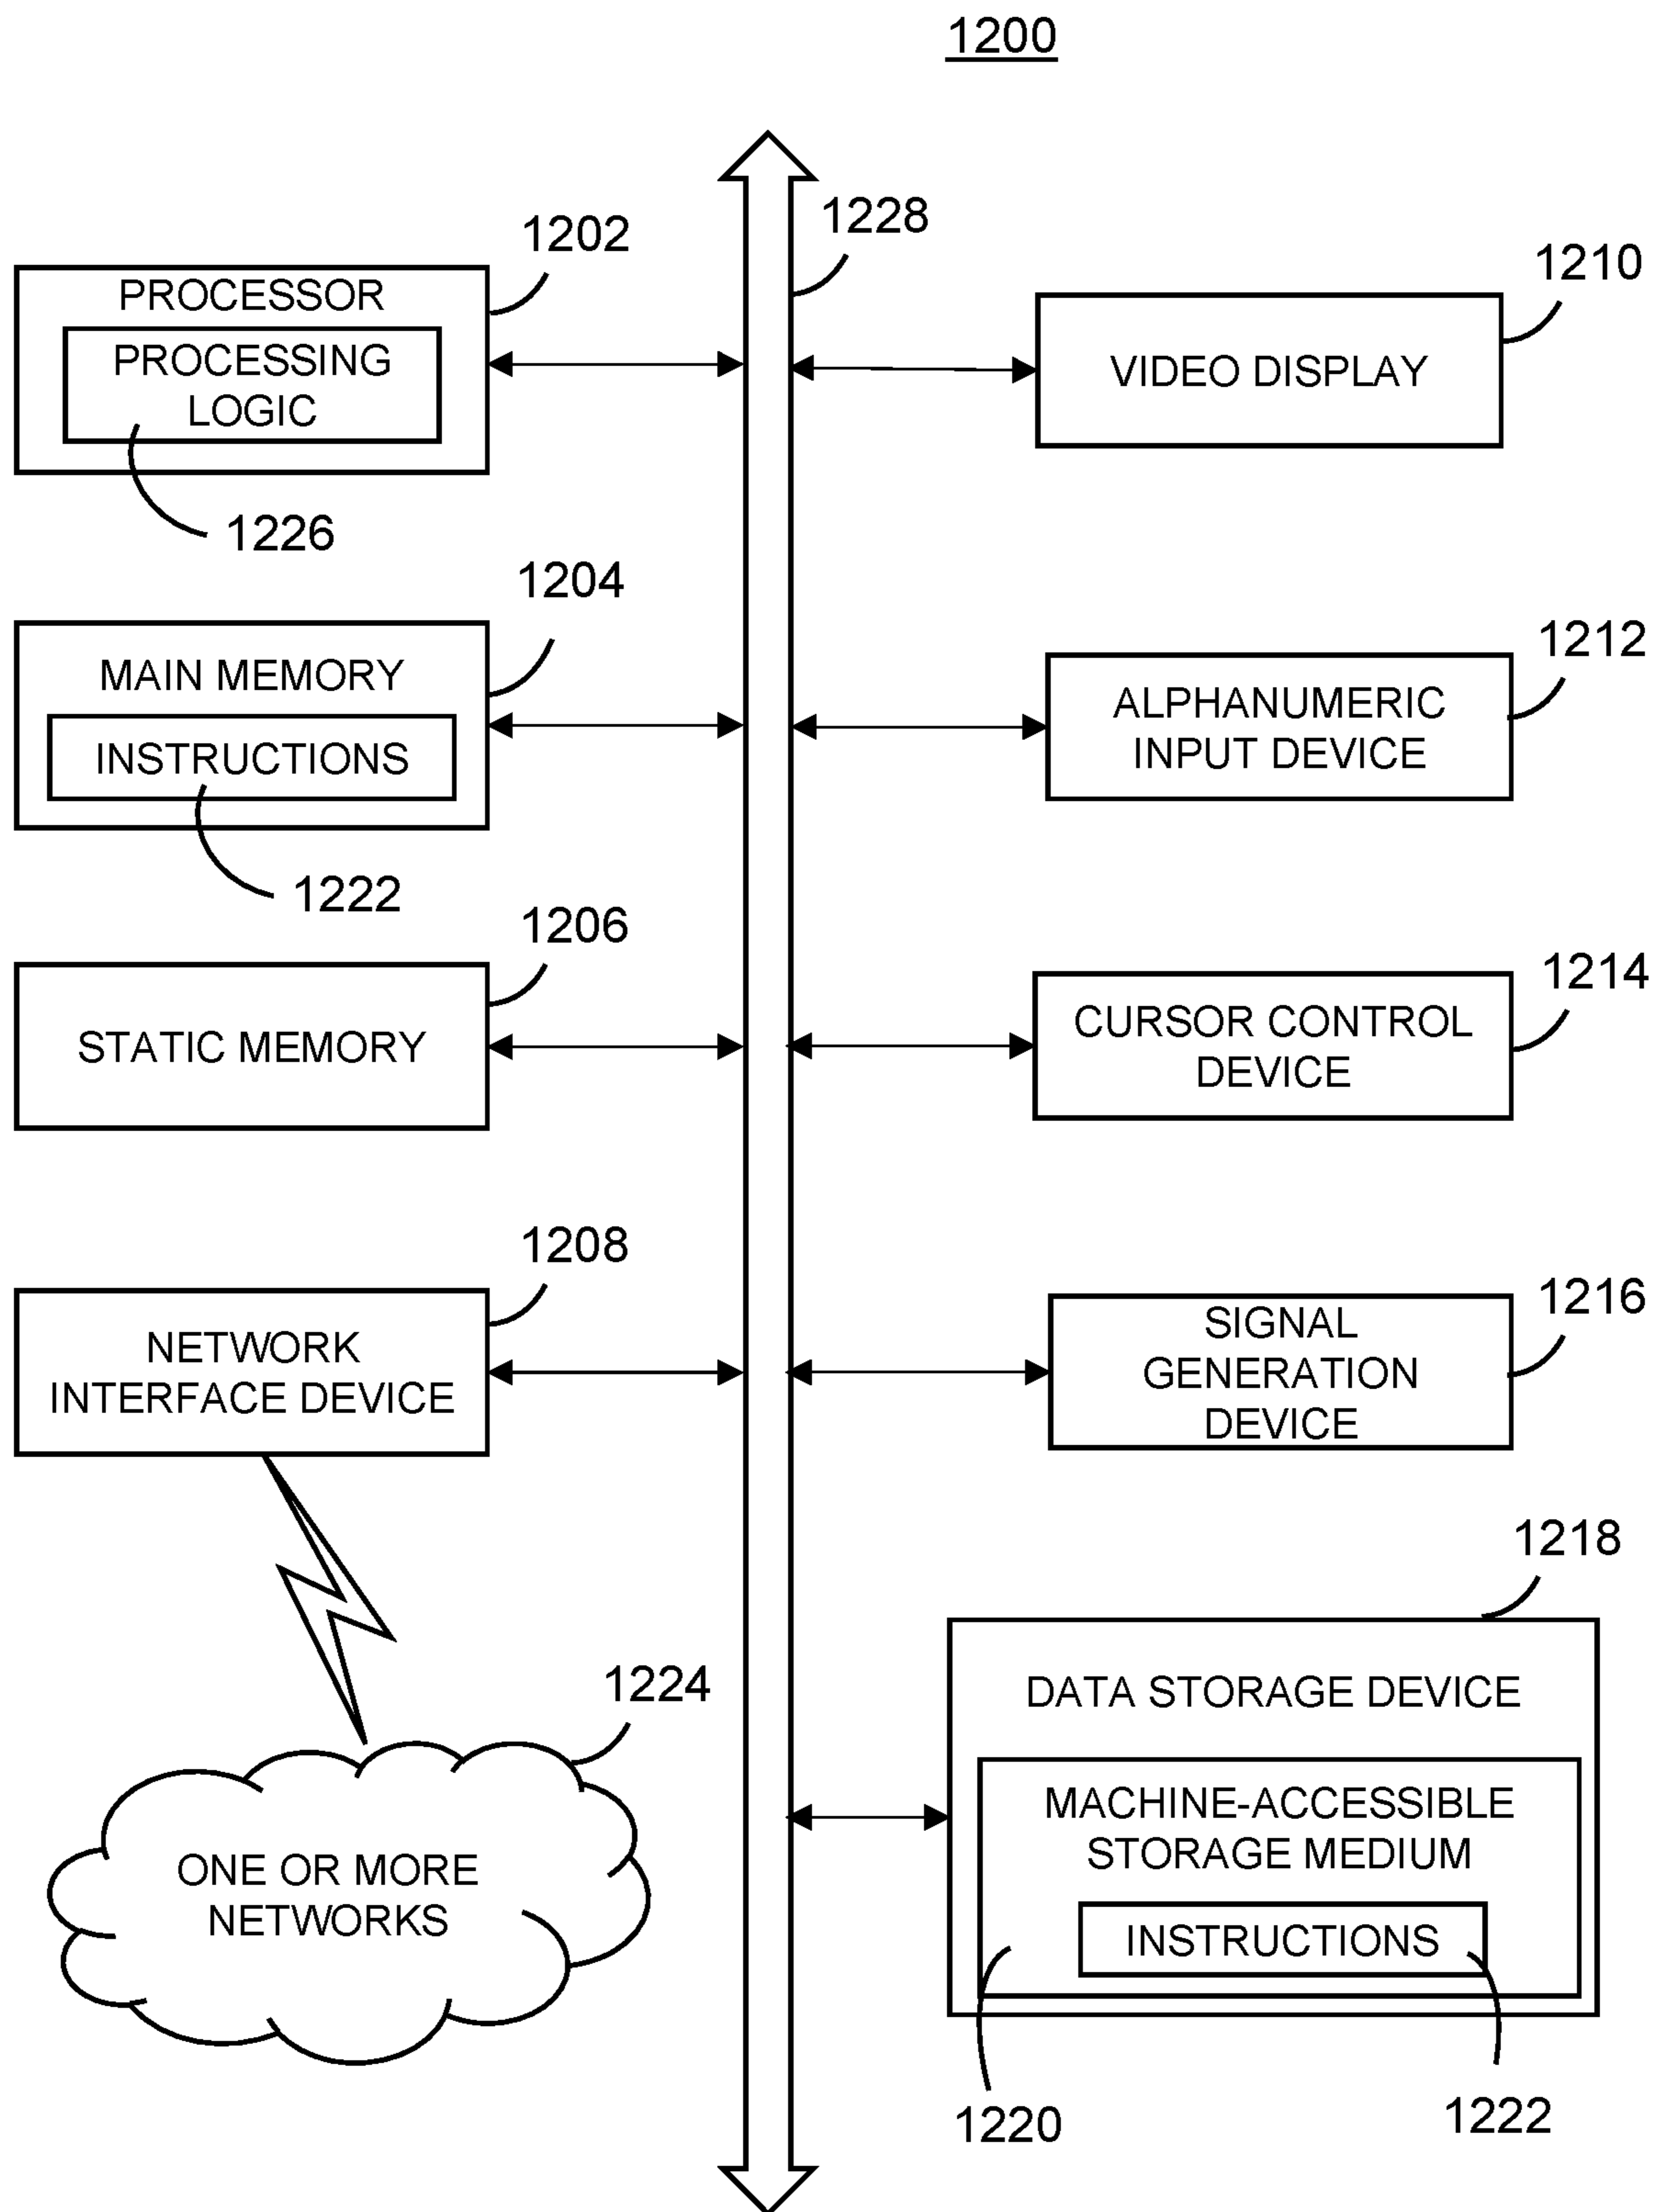 1200
1228
1202
PROCESSOR
PROCESSING
LOGIC
1226
1210
VIDEO DISPLAY
1204
MAIN MEMORY
INSTRUCTIONS
1222
1212
ALPHANUMERIC
INPUT DEVICE
1206
STATIC MEMORY
1214
CURSOR CONTROL
DEVICE
1208
NETWORK
INTERFACE DEVICE
1216
SIGNAL
GENERATION
DEVICE
1224
ONE OR MORE
NETWORKS
1218
DATA STORAGE DEVICE
MACHINE-ACCESSIBLE
STORAGE MEDIUM
INSTRUCTIONS
1220
1222